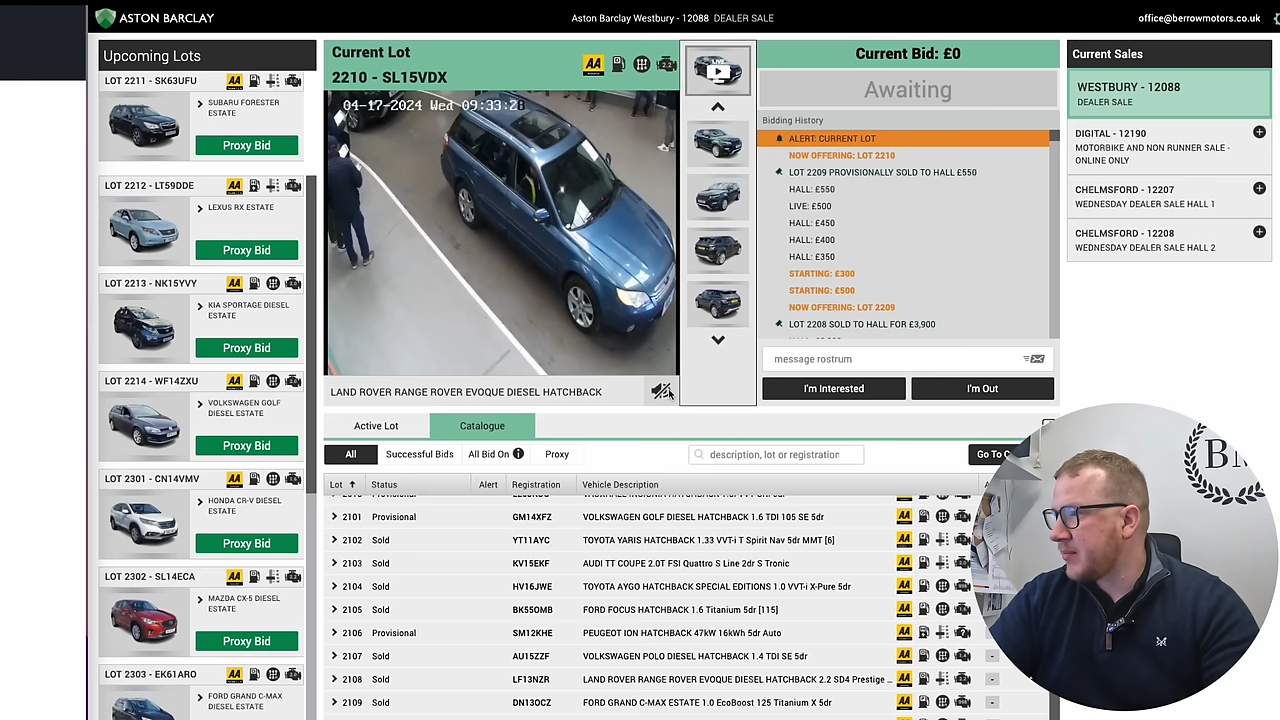 ASTON BARCLAY
Aston Barclay Westbury - 12088 DEALER SALE
office@berrowmotors.co.uk
Upcoming Lots
LOT 2211 - SK63UFU
SUBARU FORESTER
ESTATE
Proxy Bid
LOT 2212 - LT59DDE
LEXUS RX ESTATE
Proxy Bid
LOT 2213 - NK15YVY
KIA SPORTAGE DIESEL
ESTATE
Proxy Bid
LOT 2214 - WF14ZXU
VOLKSWAGEN GOLF
DIESEL ESTATE
Proxy Bid
LOT 2301 - CN14VMV
HONDA CR-V DIESEL
ESTATE
Proxy Bid
LOT 2302 - SL14ECA
MAZDA CX-5 DIESEL
ESTATE
Proxy Bid
LOT 2303 - EK61ARO
FORD GRAND C-MAX
ESTATE
Current Lot
2210 - SL15VDX
AA
2.2
04-17-2024 Wed 09:33:28
LIVE
LAND ROVER RANGE ROVER EVOQUE DIESEL HATCHBACK
Current Bid: £0
Awaiting
Bidding History
ALERT: CURRENT LOT
NOW OFFERING: LOT 2210
LOT 2209 PROVISIONALLY SOLD TO HALL £550
HALL: £550
LIVE: £500
HALL: £450
HALL: £400
HALL: £350
STARTING: £300
STARTING: £500
NOW OFFERING: LOT 2209
LOT 2208 SOLD TO HALL FOR £3,900
message rostrum
I'm Interested
I'm Out
Current Sales
WESTBURY - 12088
DEALER SALE
DIGITAL - 12190
MOTORBIKE AND NON RUNNER SALE -
ONLINE ONLY
CHELMSFORD - 12207
WEDNESDAY DEALER SALE HALL 1
CHELMSFORD - 12208
WEDNESDAY DEALER SALE HALL 2
Active Lot
Catalogue
All
Successful Bids
All Bid On
Proxy
description, lot or registration
Go To C
Lot Status Alert Registration Vehicle Description
2101 Provisional GM14XFZ VOLKSWAGEN GOLF DIESEL HATCHBACK 1.6 TDI 105 SE 5dr
2102 Sold YT11AYC TOYOTA YARIS HATCHBACK 1.33 VVT-i T Spirit Nav 5dr MMT [6]
2103 Sold KV15EKF AUDI TT COUPE 2.0T FSI Quattro S Line 2dr S Tronic
2104 Sold HV16JWE TOYOTA AYGO HATCHBACK SPECIAL EDITIONS 1.0 VVT-i X-Pure 5dr
2105 Sold BK55OMB FORD FOCUS HATCHBACK 1.6 Titanium 5dr [115]
2106 Provisional SM12KHE PEUGEOT ION HATCHBACK 47kW 16kWh 5dr Auto
2107 Sold AU15ZZF VOLKSWAGEN POLO DIESEL HATCHBACK 1.4 TDI SE 5dr
2108 Sold LF13NZR LAND ROVER RANGE ROVER EVOQUE DIESEL HATCHBACK 2.2 SD4 Prestige ...
2109 Sold DN13OCZ FORD GRAND C-MAX ESTATE 1.0 EcoBoost 125 Titanium X 5dr